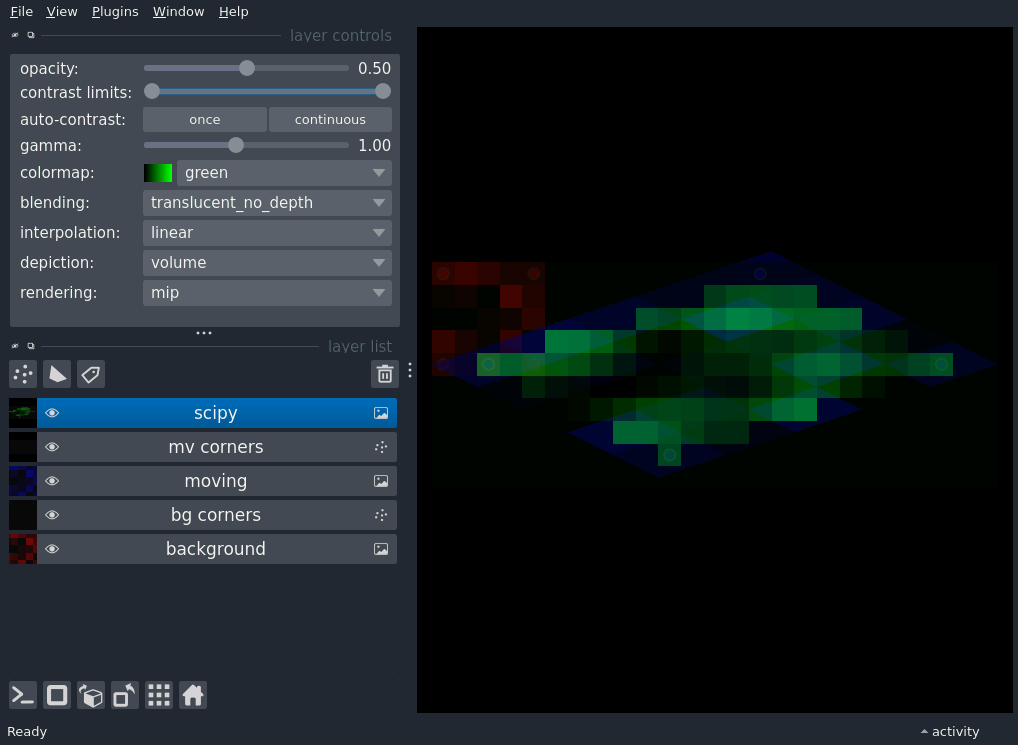 File View Plugins Window Help
layer controls
opacity: 0.50
contrast limits:
auto-contrast: once continuous
gamma: 1.00
colormap: green
blending: translucent_no_depth
interpolation: linear
depiction: volume
rendering: mip
layer list
scipy
mv corners
moving
bg corners
background
Ready activity